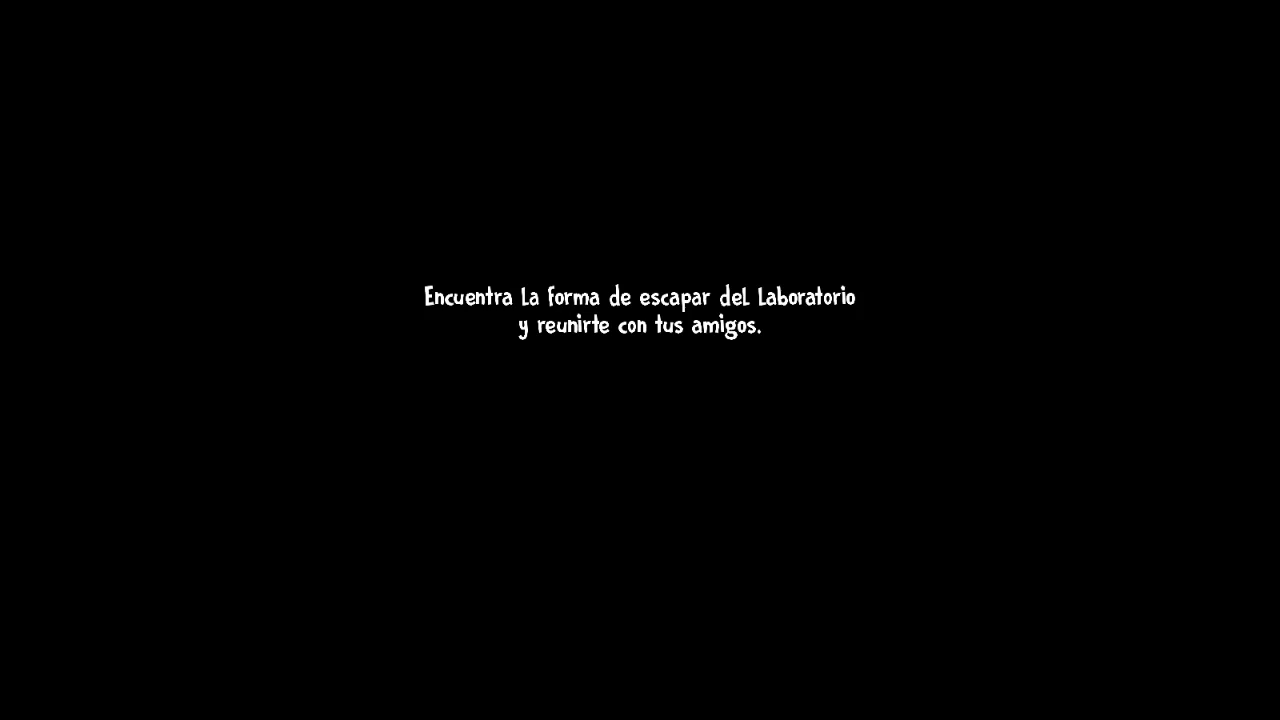 Encuentra la forma de escapar del laboratorio
y reunirte con tus amigos.